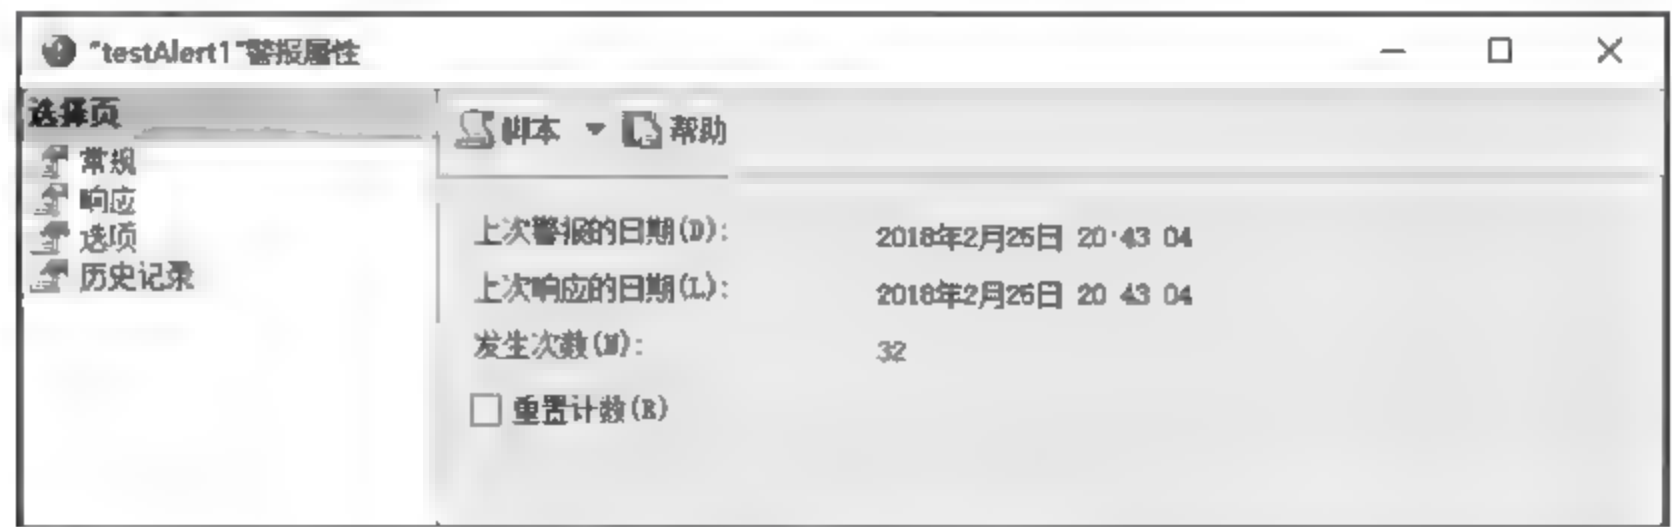 "testAlert1"警报属性
选择页
常规
响应
选项
历史记录
脚本 帮助
上次警报的日期(D): 2018年2月25日 20:43 04
上次响应的日期(L): 2018年2月25日 20 43 04
发生次数(N): 32
重置计数(R)